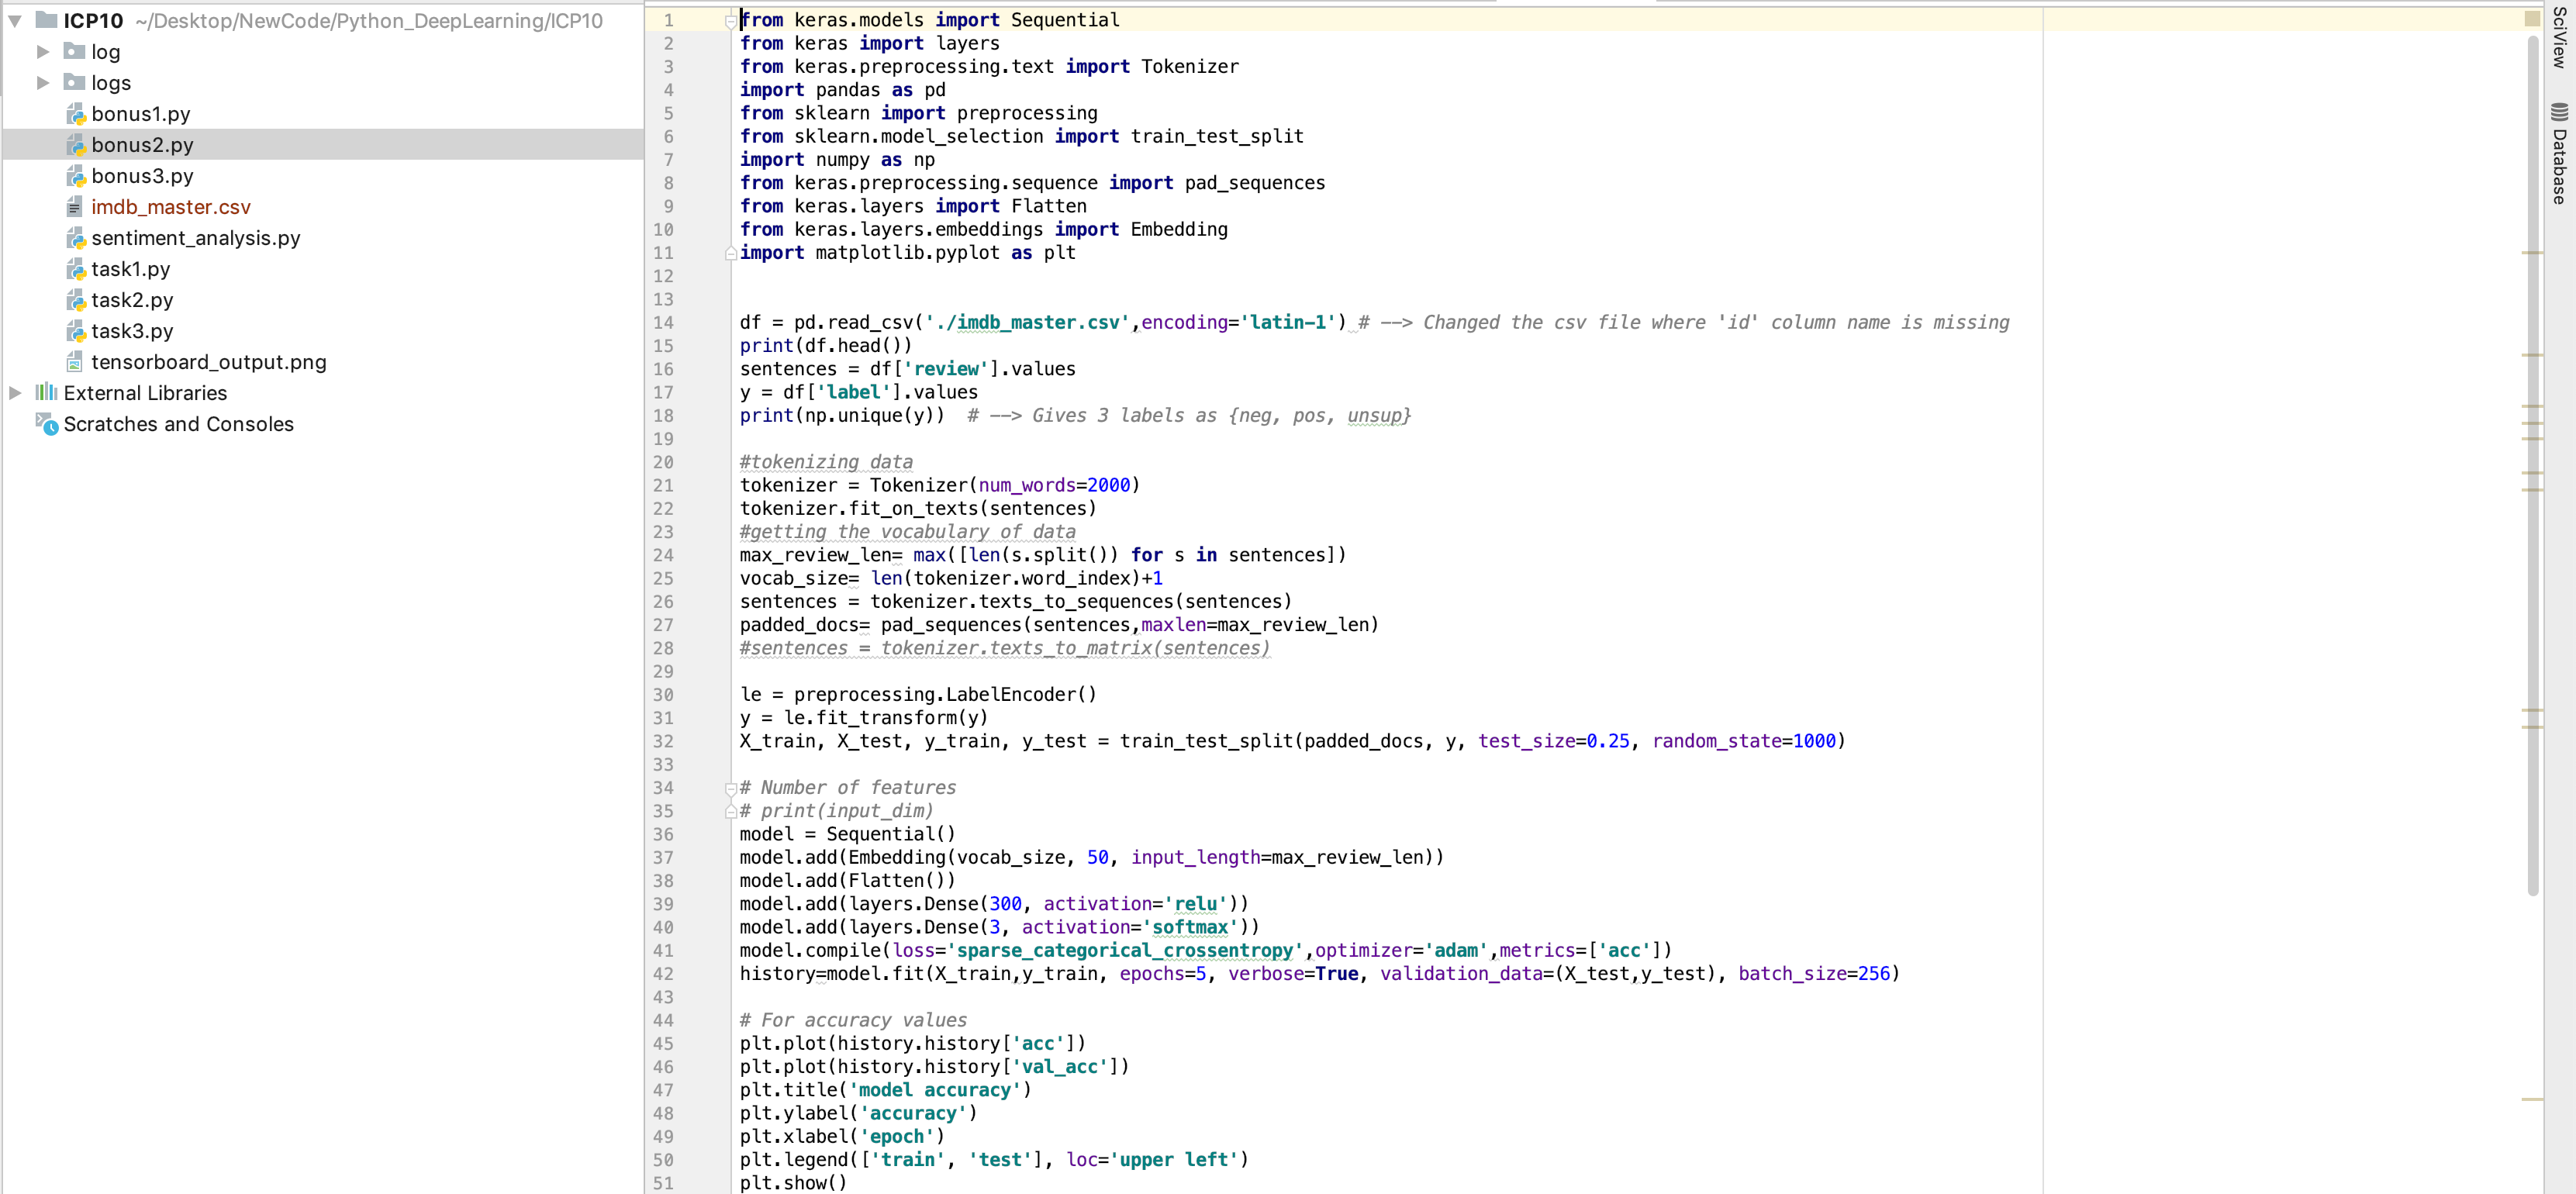 ICP10 ~/Desktop/NewCode/Python_DeepLearning/ICP10
log
logs
bonus1.py
bonus2.py
bonus3.py
imdb_master.csv
sentiment_analysis.py
task1.py
task2.py
task3.py
tensorboard_output.png
External Libraries
Scratches and Consoles
1 from keras.models import Sequential
2 from keras import layers
3 from keras.preprocessing.text import Tokenizer
4 import pandas as pd
5 from sklearn import preprocessing
6 from sklearn.model_selection import train_test_split
7 import numpy as np
8 from keras.preprocessing.sequence import pad_sequences
9 from keras.layers import Flatten
10 from keras.layers.embeddings import Embedding
11 import matplotlib.pyplot as plt
12
13
14 df = pd.read_csv('./imdb_master.csv',encoding='latin-1') # --> Changed the csv file where 'id' column name is missing
15 print(df.head())
16 sentences = df['review'].values
17 y = df['label'].values
18 print(np.unique(y))  # --> Gives 3 labels as {neg, pos, unsup}
19
20 #tokenizing data
21 tokenizer = Tokenizer(num_words=2000)
22 tokenizer.fit_on_texts(sentences)
23 #getting the vocabulary of data
24 max_review_len= max([len(s.split()) for s in sentences])
25 vocab_size= len(tokenizer.word_index)+1
26 sentences = tokenizer.texts_to_sequences(sentences)
27 padded_docs= pad_sequences(sentences,maxlen=max_review_len)
28 #sentences = tokenizer.texts_to_matrix(sentences)
29
30 le = preprocessing.LabelEncoder()
31 y = le.fit_transform(y)
32 X_train, X_test, y_train, y_test = train_test_split(padded_docs, y, test_size=0.25, random_state=1000)
33
34 # Number of features
35 # print(input_dim)
36 model = Sequential()
37 model.add(Embedding(vocab_size, 50, input_length=max_review_len))
38 model.add(Flatten())
39 model.add(layers.Dense(300, activation='relu'))
40 model.add(layers.Dense(3, activation='softmax'))
41 model.compile(loss='sparse_categorical_crossentropy',optimizer='adam',metrics=['acc'])
42 history=model.fit(X_train,y_train, epochs=5, verbose=True, validation_data=(X_test,y_test), batch_size=256)
43
44 # For accuracy values
45 plt.plot(history.history['acc'])
46 plt.plot(history.history['val_acc'])
47 plt.title('model accuracy')
48 plt.ylabel('accuracy')
49 plt.xlabel('epoch')
50 plt.legend(['train', 'test'], loc='upper left')
51 plt.show()
SciView
Database